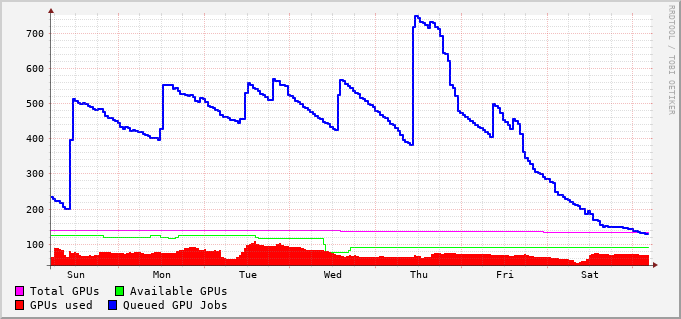 700
600
500
400
300
200
100
Sun Mon Tue Wed Thu Fri Sat
Total GPUs Available GPUs
GPUs used Queued GPU Jobs
RRDTOOL / TOBI OETIKER